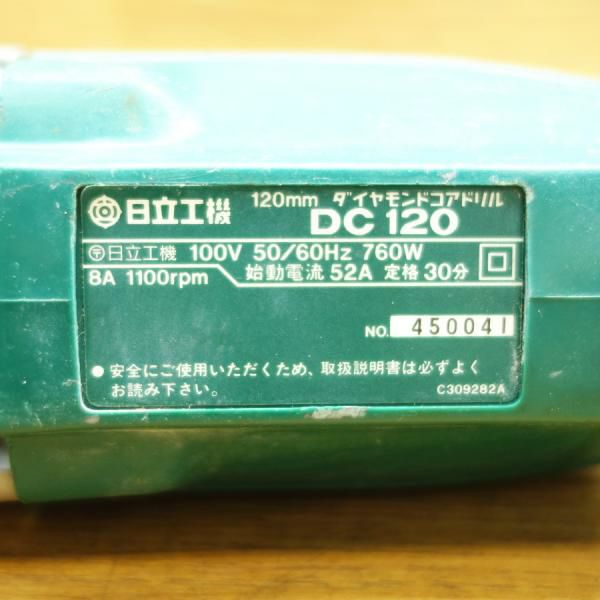 日立工機 120mm ダイヤモンドコアドリル
DC 120
〒日立工機 100V 50/60Hz 760W
8A 1100rpm 始動電流 52A 定格 30分
NO. 450041
● 安全にご使用いただくため、取扱説明書は必ずよく
お読み下さい。
C309282A